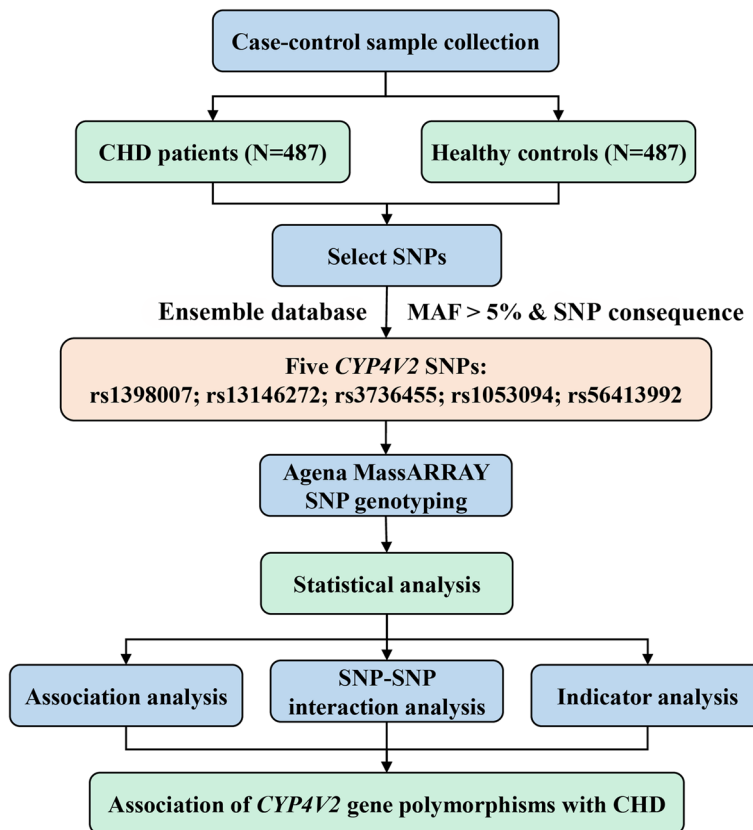 Case-control sample collection
CHD patients (N=487)
Healthy controls (N=487)
Select SNPs
Ensemble database
MAF > 5% & SNP consequence
Five CYP4V2 SNPs:
rs1398007; rs13146272; rs3736455; rs1053094; rs56413992
Agena MassARRAY
SNP genotyping
Statistical analysis
Association analysis
SNP-SNP
interaction analysis
Indicator analysis
Association of CYP4V2 gene polymorphisms with CHD